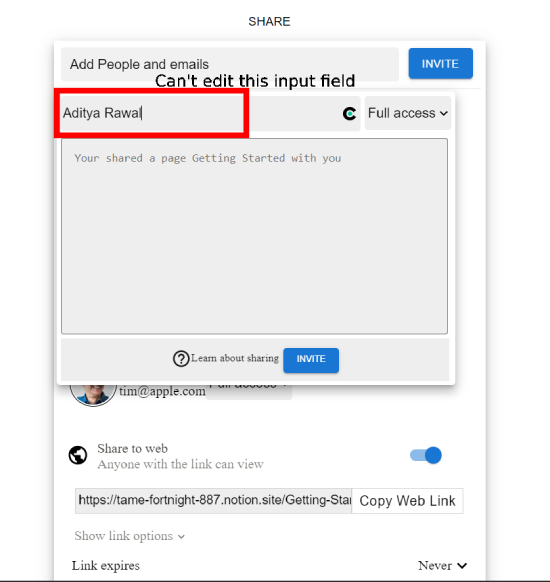 SHARE
Add People and emails
INVITE
Can't edit this input field
Aditya Rawal
Full access
Your shared a page Getting Started with you
Learn about sharing
INVITE
tim@apple.com
Share to web
Anyone with the link can view
https://tame-fortnight-887.notion.site/Getting-Sta
Copy Web Link
Show link options
Link expires
Never